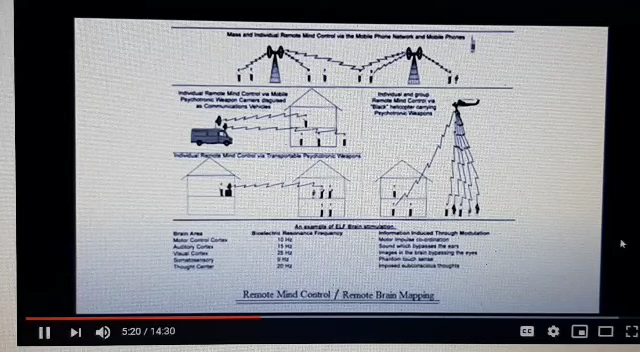 Mass and Individual Remote Mind Control via the Mobile Phone Network and Mobile Phones
Individual Remote Mind Control via Mobile
Psychotronic Weapon Carriers disguised
as Communications Vehicles
Individual and group
Remote Mind Control via
"Black" helicopter carrying
Psychotronic Weapons
Individual Remote Mind Control via Transportable Psychotronic Weapons
An example of ELF Brain stimulation
Brain Area Bioelectric Resonance Frequency Information Induced Through Modulation
Motor Control Cortex 10 Hz Motor impulse co-ordination
Auditory Cortex 15 Hz Sound which bypasses the ears
Visual Cortex 25 Hz Images in the brain bypassing the eyes
Somatosensory 9 Hz Phantom touch sense
Thought Center 20 Hz Imposed subconscious thoughts
Remote Mind Control / Remote Brain Mapping
5:20 / 14:30
CC